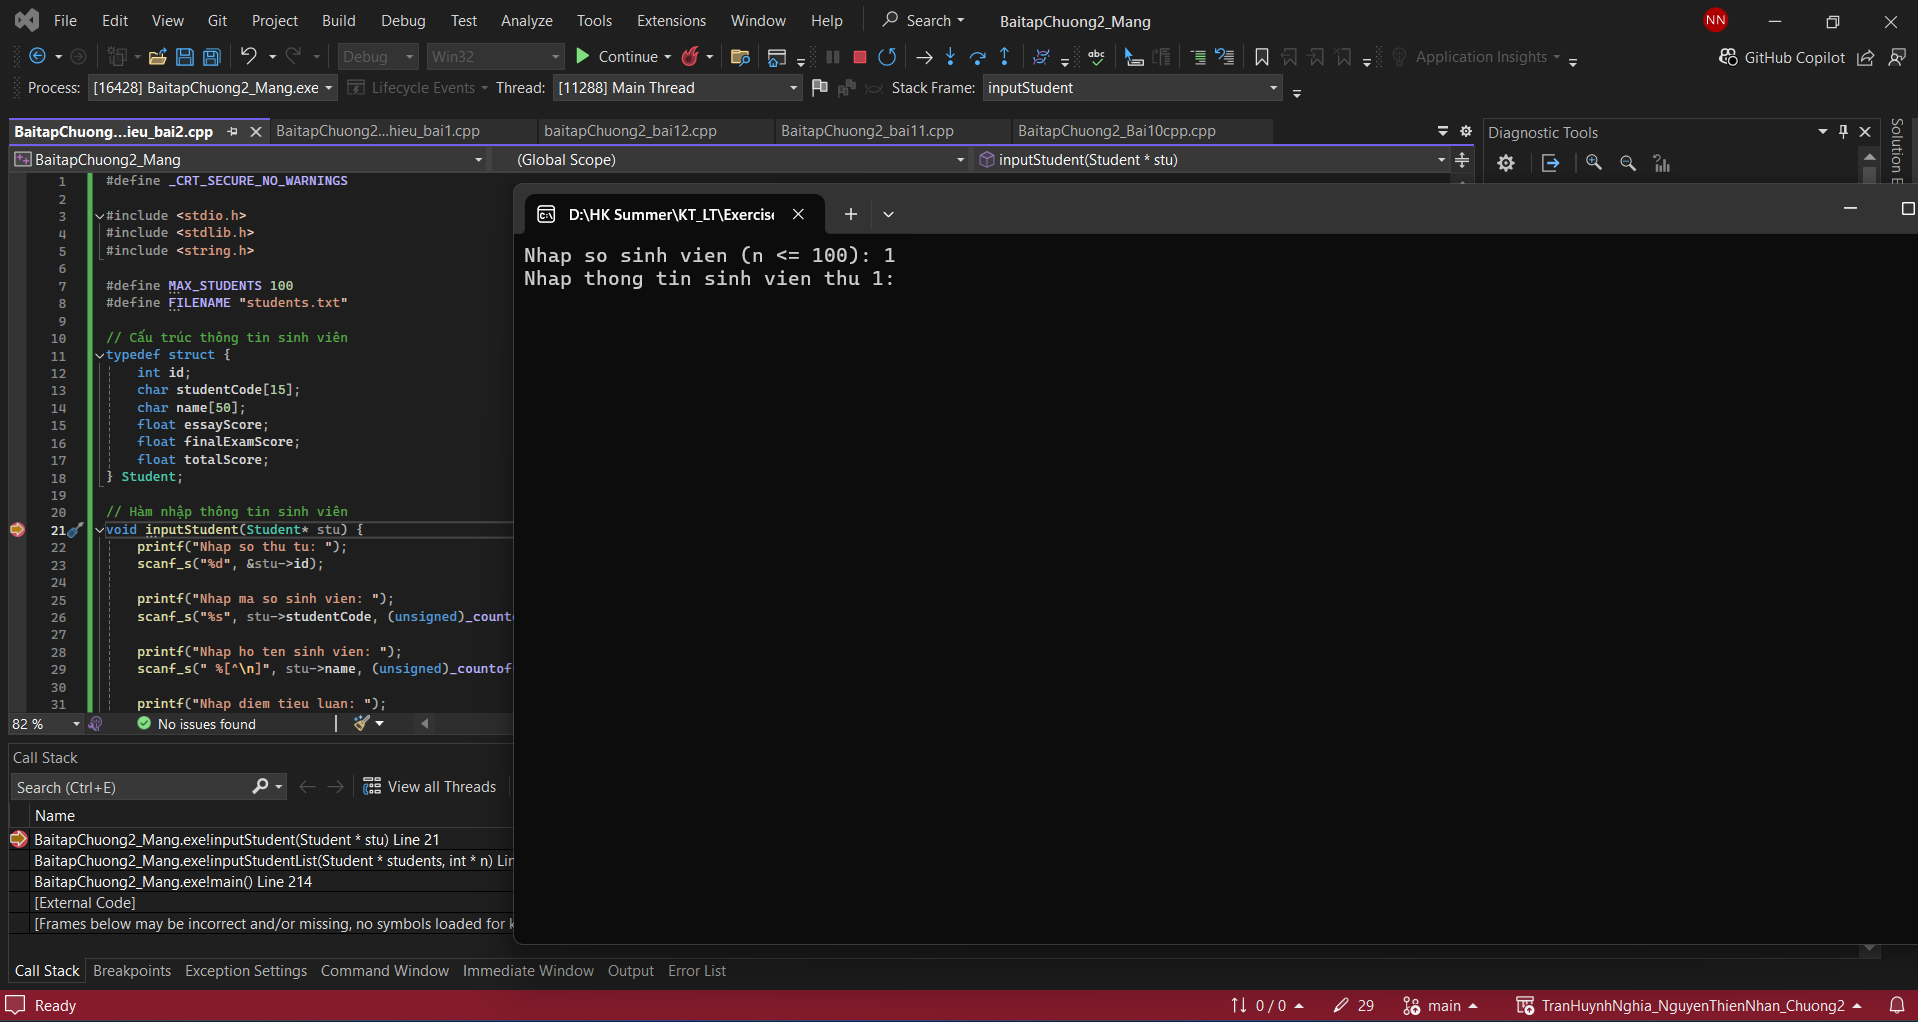 File Edit View Git Project Build Debug Test Analyze Tools Extensions Window Help Search BaitapChuong2_Mang NN
Debug Win32 Continue abc Application Insights GitHub Copilot
Process: [16428] BaitapChuong2_Mang.exe Lifecycle Events Thread: [11288] Main Thread Stack Frame: inputStudent
BaitapChuong...ieu_bai2.cpp BaitapChuong2...hieu_bai1.cpp baitapChuong2_bai12.cpp BaitapChuong2_bai11.cpp BaitapChuong2_Bai10cpp.cpp Diagnostic Tools
BaitapChuong2_Mang (Global Scope) inputStudent(Student * stu)
Solution E
1 #define _CRT_SECURE_NO_WARNINGS
2
3 #include <stdio.h>
4 #include <stdlib.h>
5 #include <string.h>
6
7 #define MAX_STUDENTS 100
8 #define FILENAME "students.txt"
9
10 // Cấu trúc thông tin sinh viên
11 typedef struct {
12 int id;
13 char studentCode[15];
14 char name[50];
15 float essayScore;
16 float finalExamScore;
17 float totalScore;
18 } Student;
19
20 // Hàm nhập thông tin sinh viên
21 void inputStudent(Student* stu) {
22 printf("Nhap so thu tu: ");
23 scanf_s("%d", &stu->id);
24
25 printf("Nhap ma so sinh vien: ");
26 scanf_s("%s", stu->studentCode, (unsigned)_counto
27
28 printf("Nhap ho ten sinh vien: ");
29 scanf_s(" %[^\n]", stu->name, (unsigned)_countof
30
31 printf("Nhap diem tieu luan: ");
82 % No issues found
D:\HK Summer\KT_LT\Exercise
Nhap so sinh vien (n <= 100): 1
Nhap thong tin sinh vien thu 1:
Call Stack
Search (Ctrl+E) View all Threads
Name
BaitapChuong2_Mang.exe!inputStudent(Student * stu) Line 21
BaitapChuong2_Mang.exe!inputStudentList(Student * students, int * n) Lin
BaitapChuong2_Mang.exe!main() Line 214
[External Code]
[Frames below may be incorrect and/or missing, no symbols loaded for k
Call Stack Breakpoints Exception Settings Command Window Immediate Window Output Error List
Ready 0 / 0 29 main TranHuynhNghia_NguyenThienNhan_Chuong2